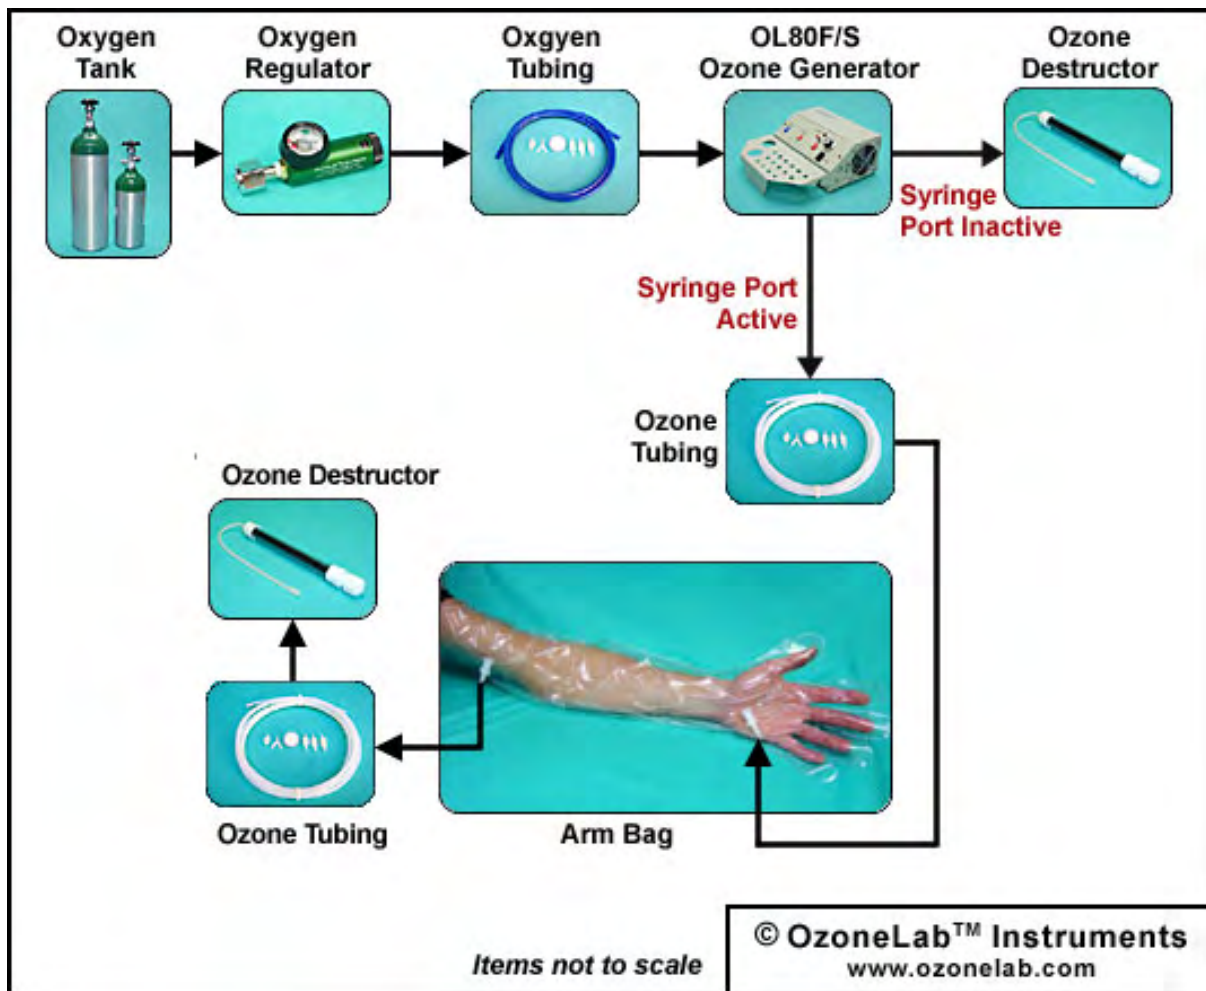 Oxygen
Tank
Oxygen
Regulator
Oxgyen
Tubing
OL80F/S
Ozone Generator
Ozone
Destructor
Syringe
Port Inactive
Syringe Port
Active
Ozone
Tubing
Ozone Destructor
Ozone Tubing
Arm Bag
Items not to scale
© OzoneLab™ Instruments
www.ozonelab.com